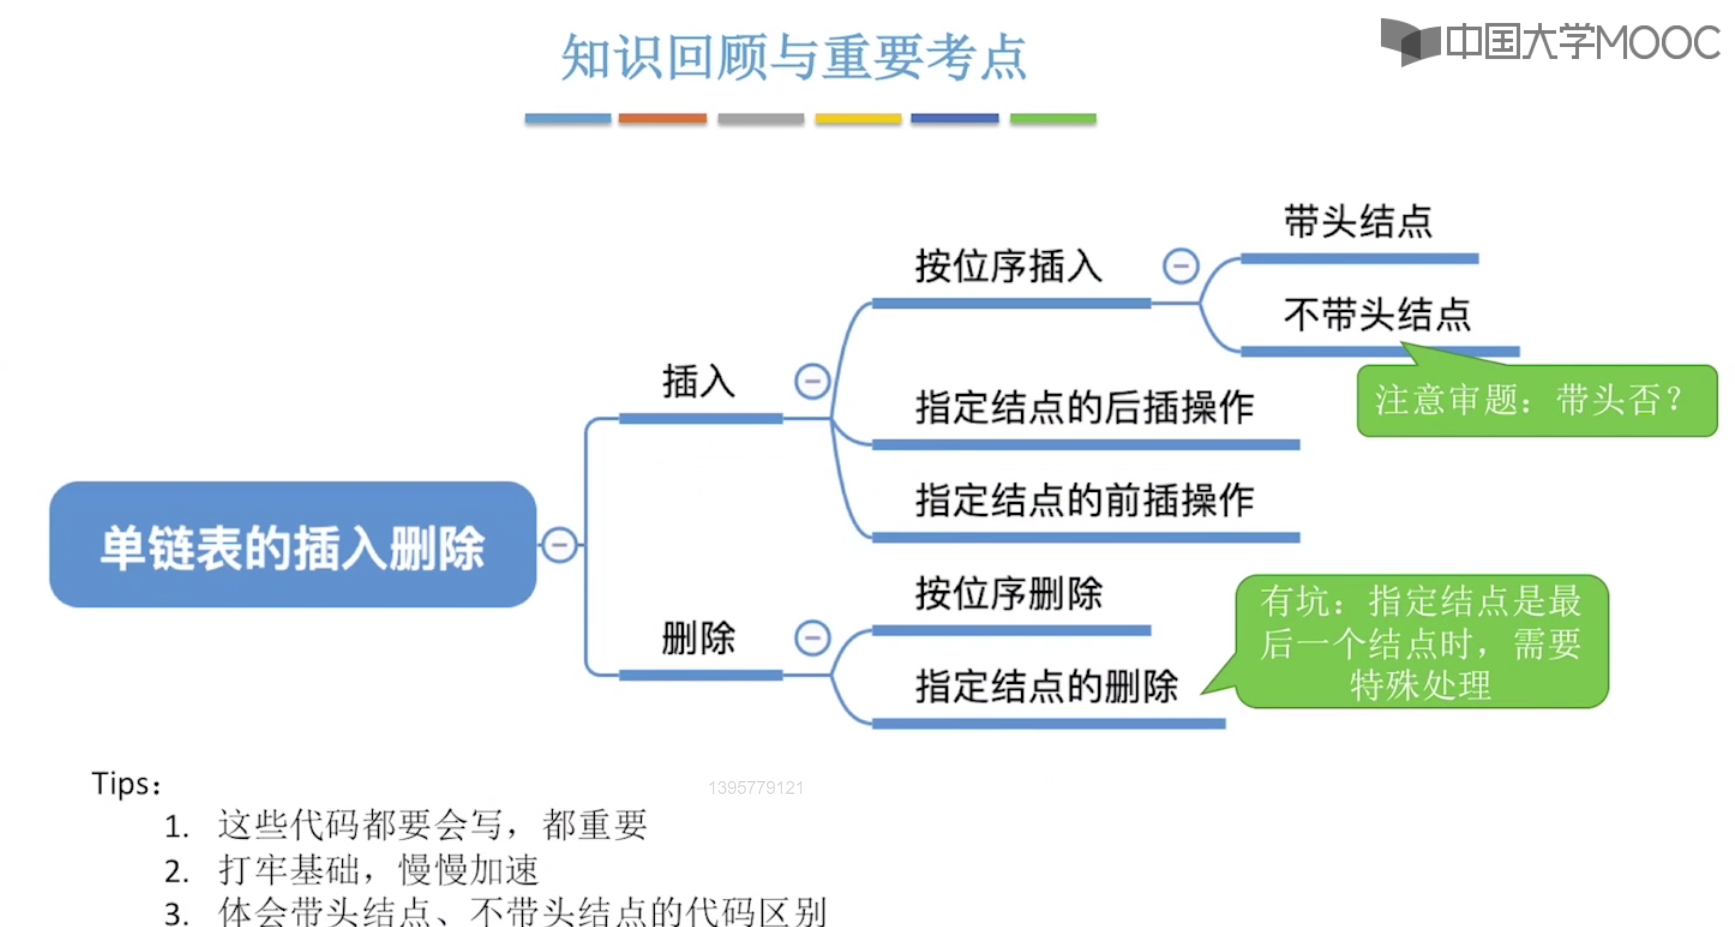 知识回顾与重要考点
中国大学MOOC
带头结点
按位序插入
不带头结点
插入
注意审题：带头否？
指定结点的后插操作
指定结点的前插操作
单链表的插入删除
按位序删除
有坑：指定结点是最
后一个结点时，需要
特殊处理
删除
指定结点的删除
Tips：
1395779121
1. 这些代码都要会写，都重要
2. 打牢基础，慢慢加速
3. 体会带头结点、不带头结点的代码区别